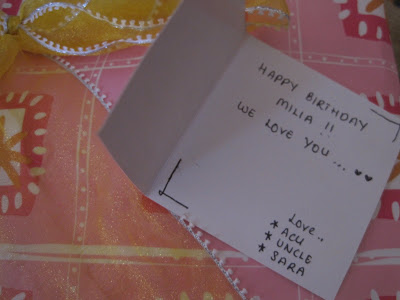 HAPPY BIRTHDAY
MILIA !!
WE LOVE YOU... ♥♥
Love..
* ACU
* UNCLE
* SARA